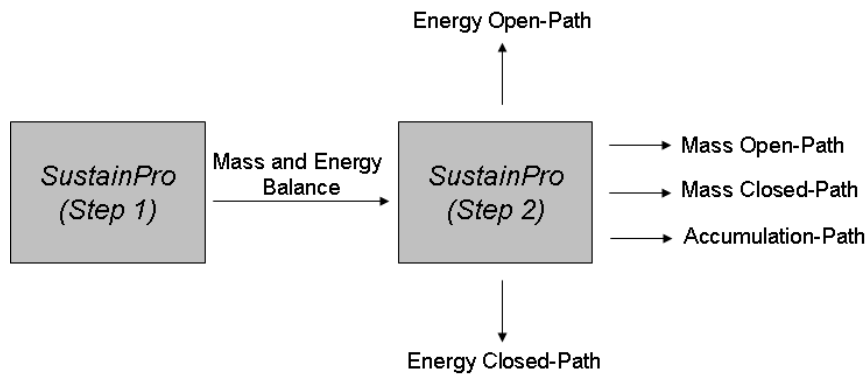 Energy Open-Path
SustainPro
(Step 1)
Mass and Energy
Balance
SustainPro
(Step 2)
Mass Open-Path
Mass Closed-Path
Accumulation-Path
Energy Closed-Path